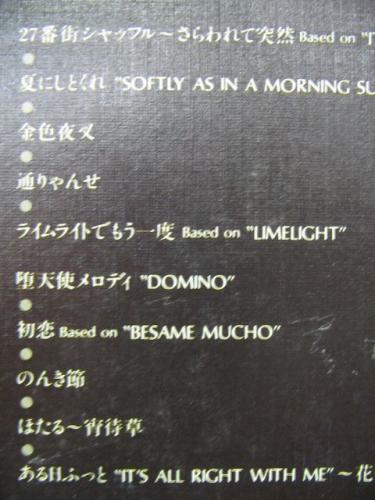 27番街シャッフル〜さらわれて突然 Based on "
夏にしとくれ "SOFTLY AS IN A MORNING SU
金色夜叉
通りゃんせ
ライムライトでもう一度 Based on "LIMELIGHT"
堕天使メロディ "DOMINO"
初恋 Based on "BESAME MUCHO"
のんき節
ほたる〜宵待草
ある日ふっと "IT'S ALL RIGHT WITH ME"〜花